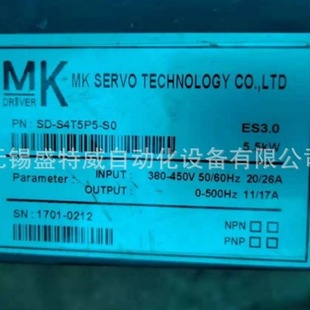 MK
DRIVER
MK SERVO TECHNOLOGY CO.,LTD
PN: SD-S4T5P5-S0 ES3.0
5.5kW
无锡盛特威自动化设备有限公司
Parameter: INPUT: 380-450V 50/60Hz 20/26A
OUTPUT: 0-500Hz 11/17A
SN: 1701-0212
NPN □ □
PNP □ □